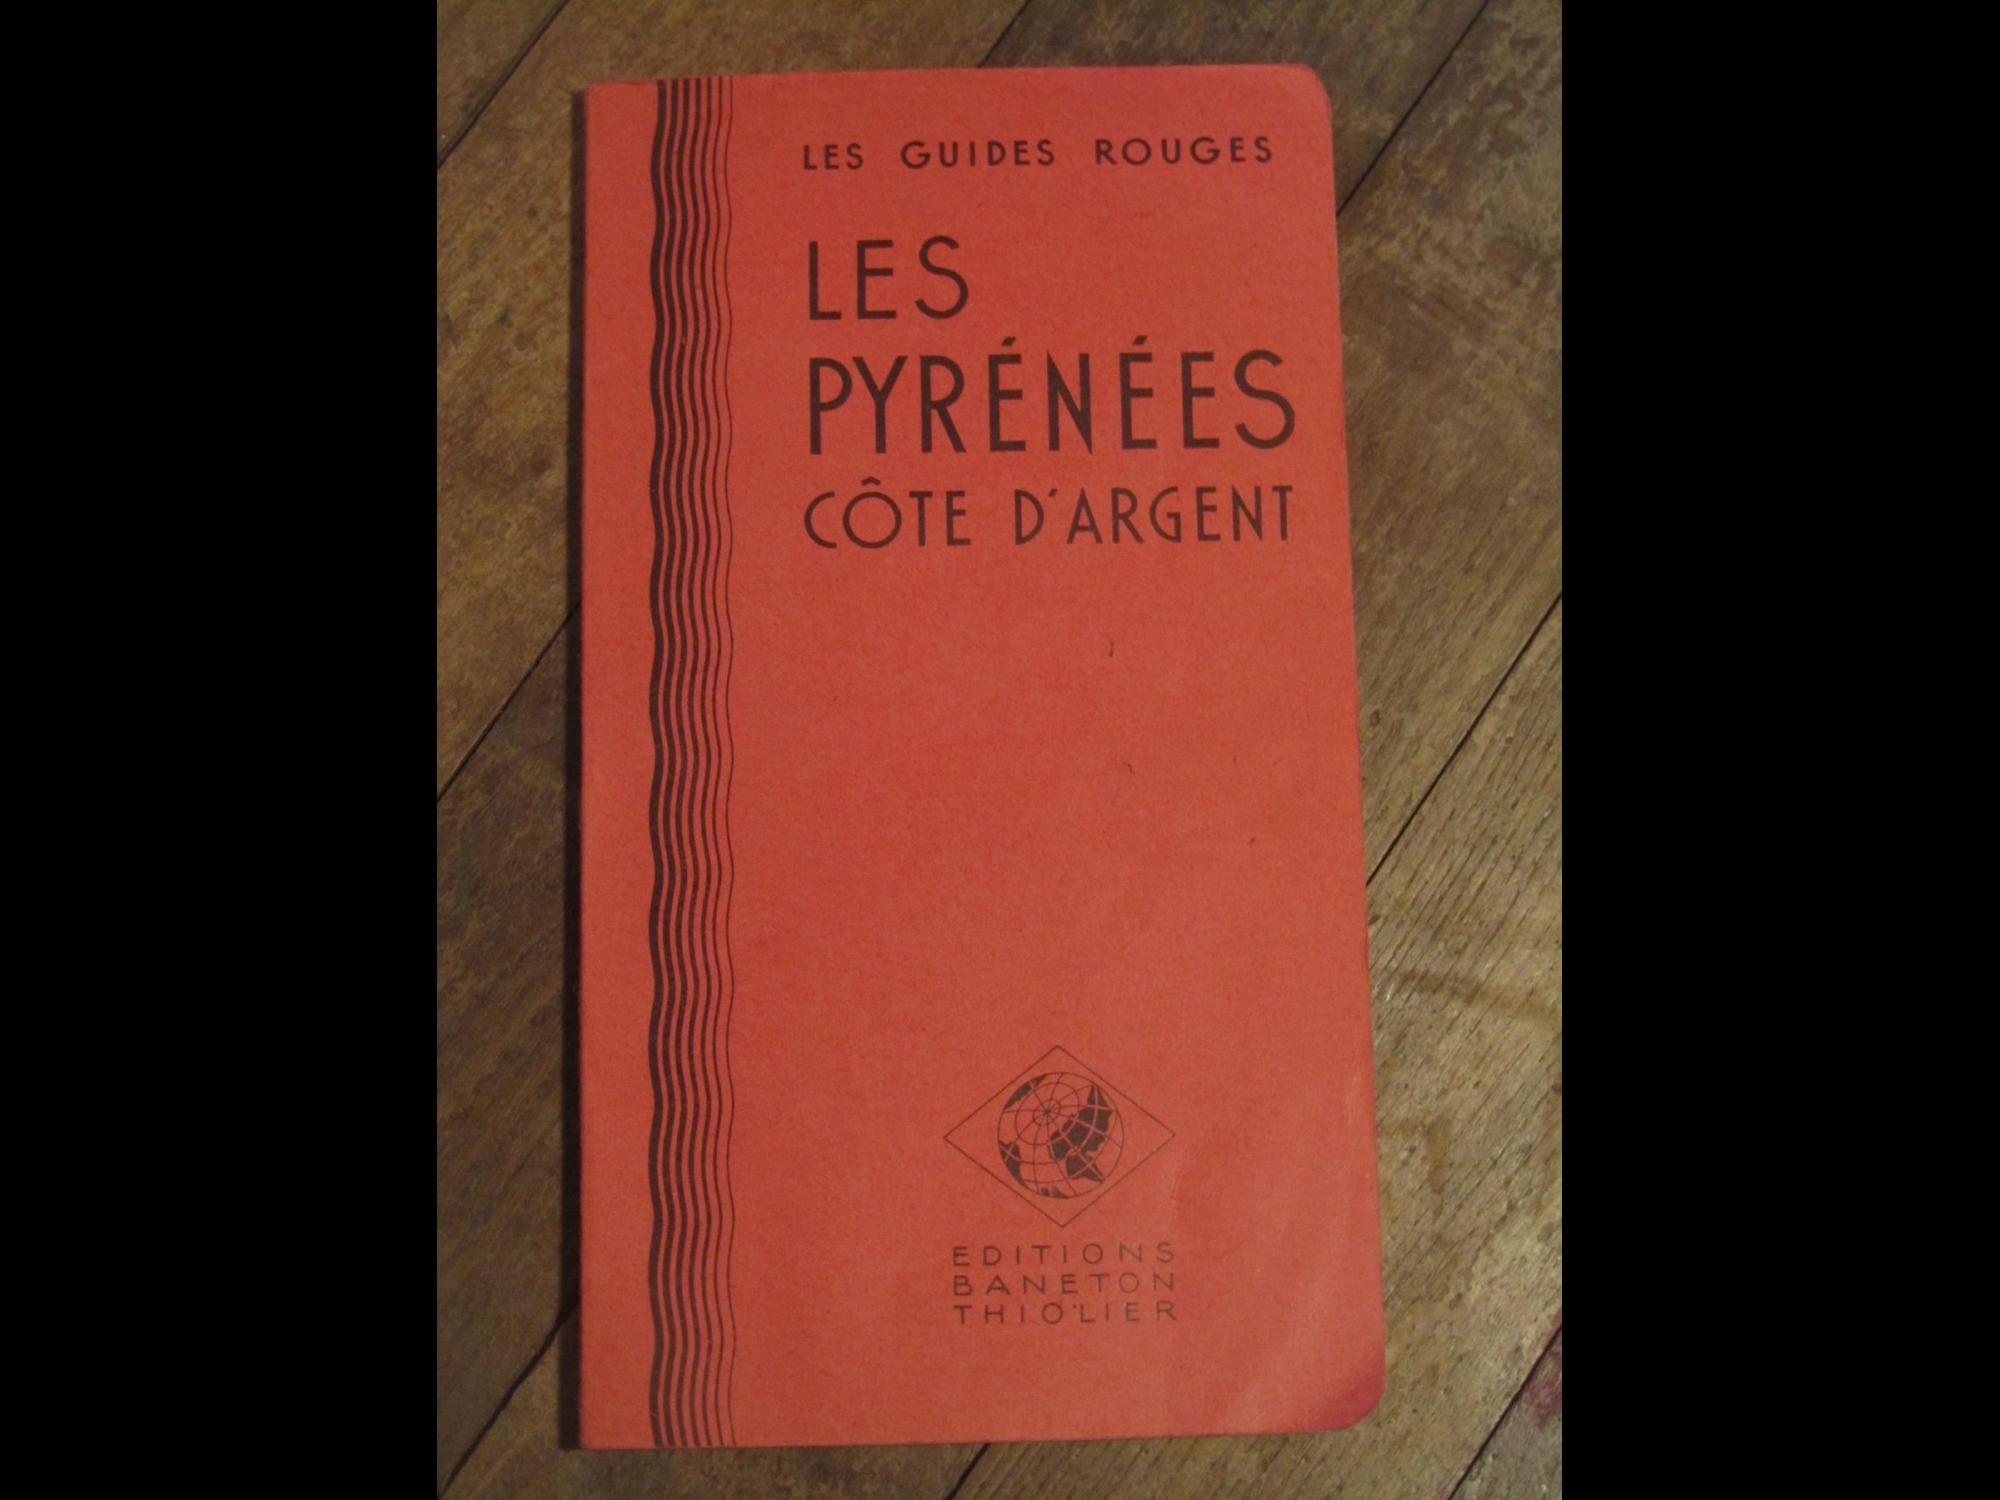 LES GUIDES ROUGES
LES
PYRÉNÉES
CÔTE D'ARGENT
EDITIONS
BANETON
THIOLIER